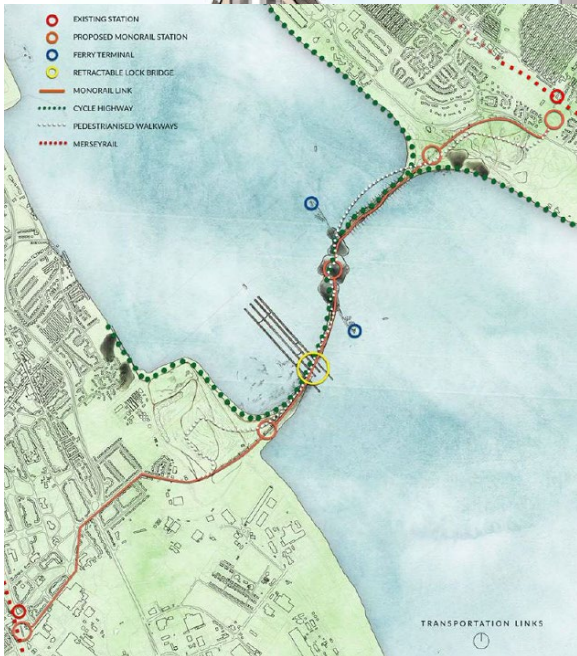 EXISTING STATION
PROPOSED MONORAIL STATION
FERRY TERMINAL
RETRACTABLE LOCK BRIDGE
MONORAIL LINK
CYCLE HIGHWAY
PEDESTRIANISED WALKWAYS
MERSEYRAIL
TRANSPORTATION LINKS